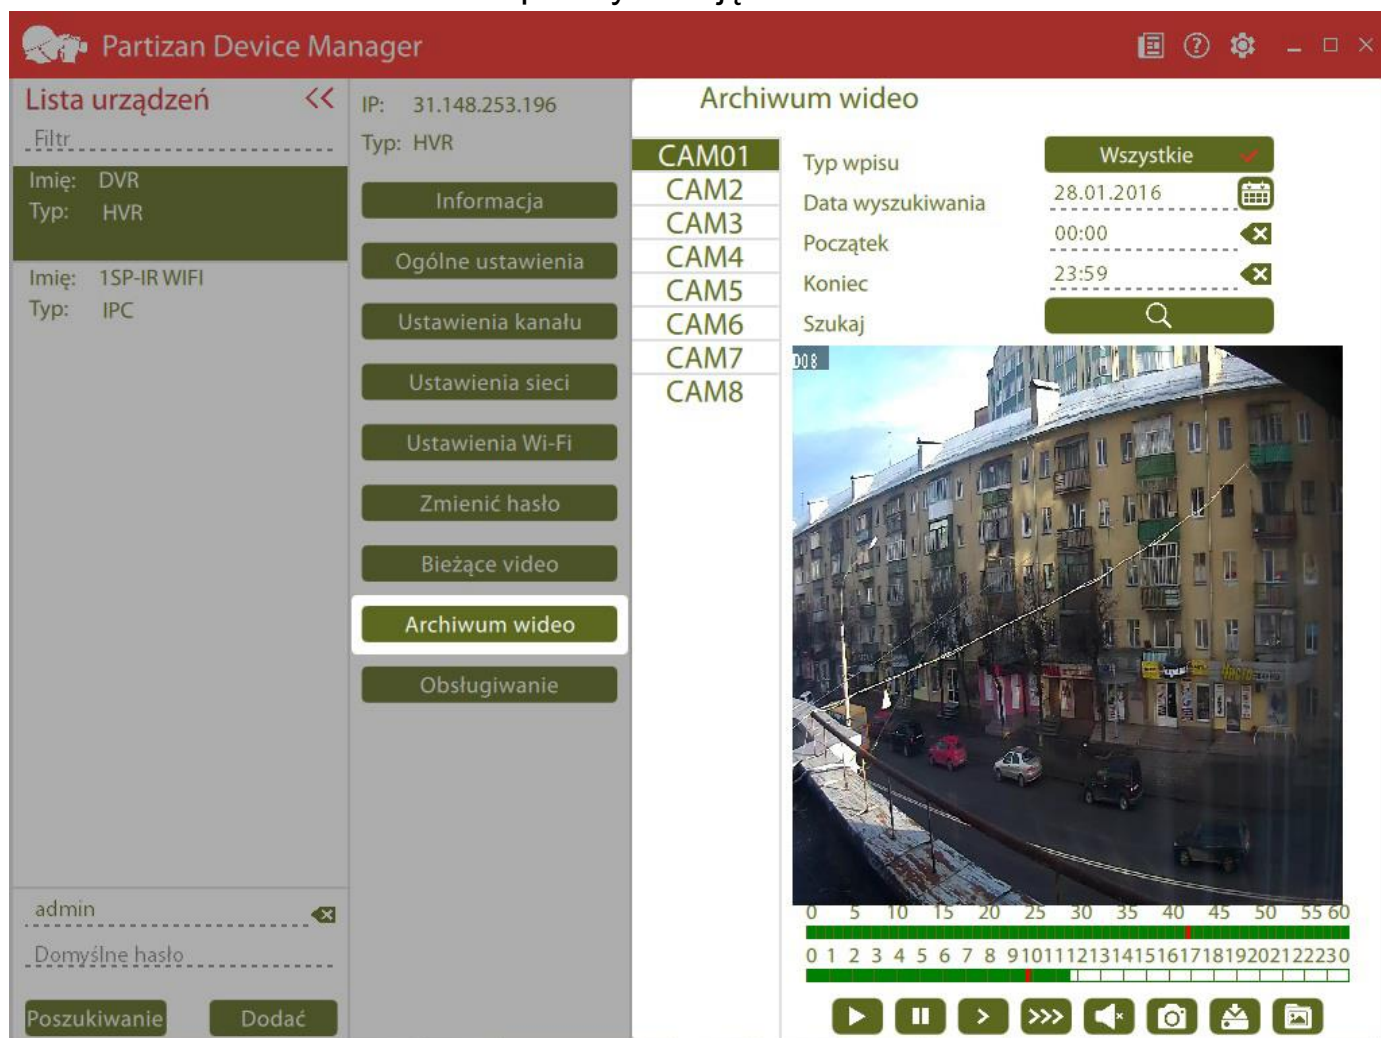 Partizan Device Manager
Lista urządzeń <<
Filtr
Imię: DVR
Typ: HVR
Imię: 1SP-IR WIFI
Typ: IPC
admin
Domyślne hasło
Poszukiwanie Dodać
IP: 31.148.253.196
Typ: HVR
Informacja
Ogólne ustawienia
Ustawienia kanału
Ustawienia sieci
Ustawienia Wi-Fi
Zmienić hasło
Bieżące video
Archiwum wideo
Obsługiwanie
Archiwum wideo
CAM01
CAM2
CAM3
CAM4
CAM5
CAM6
CAM7
CAM8
Typ wpisu Wszystkie
Data wyszukiwania 28.01.2016
Początek 00:00
Koniec 23:59
Szukaj
D08
0 5 10 15 20 25 30 35 40 45 50 55 60
0 1 2 3 4 5 6 7 8 9 10 11 12 13 14 15 16 17 18 19 20 21 22 23 0